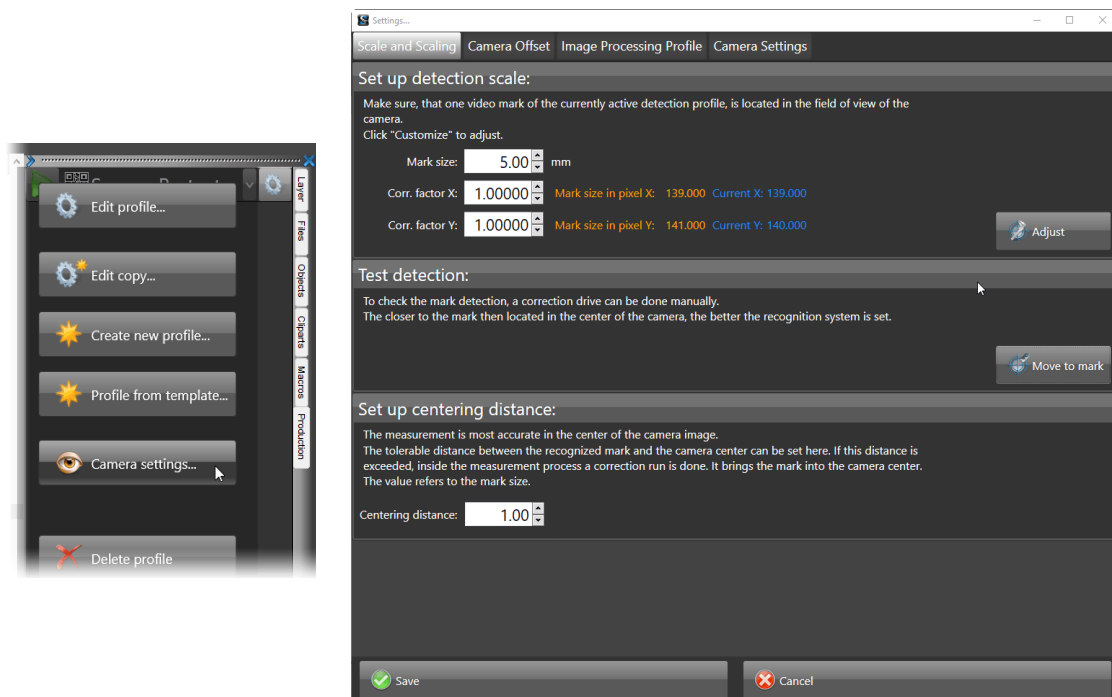 Edit profile...
Edit copy...
Create new profile...
Profile from template...
Camera settings...
Delete profile
Layer
Files
Objects
Cliparts
Macros
Production
Settings...
Scale and Scaling Camera Offset Image Processing Profile Camera Settings
Set up detection scale:
Make sure, that one video mark of the currently active detection profile, is located in the field of view of the
camera.
Click "Customize" to adjust.
Mark size: 5.00 mm
Corr. factor X: 1.00000 Mark size in pixel X: 139.000 Current X: 139.000
Corr. factor Y: 1.00000 Mark size in pixel Y: 141.000 Current Y: 140.000
Adjust
Test detection:
To check the mark detection, a correction drive can be done manually.
The closer to the mark then located in the center of the camera, the better the recognition system is set.
Move to mark
Set up centering distance:
The measurement is most accurate in the center of the camera image.
The tolerable distance between the recognized mark and the camera center can be set here. If this distance is
exceeded, inside the measurement process a correction run is done. It brings the mark into the camera center.
The value refers to the mark size.
Centering distance: 1.00
Save
Cancel